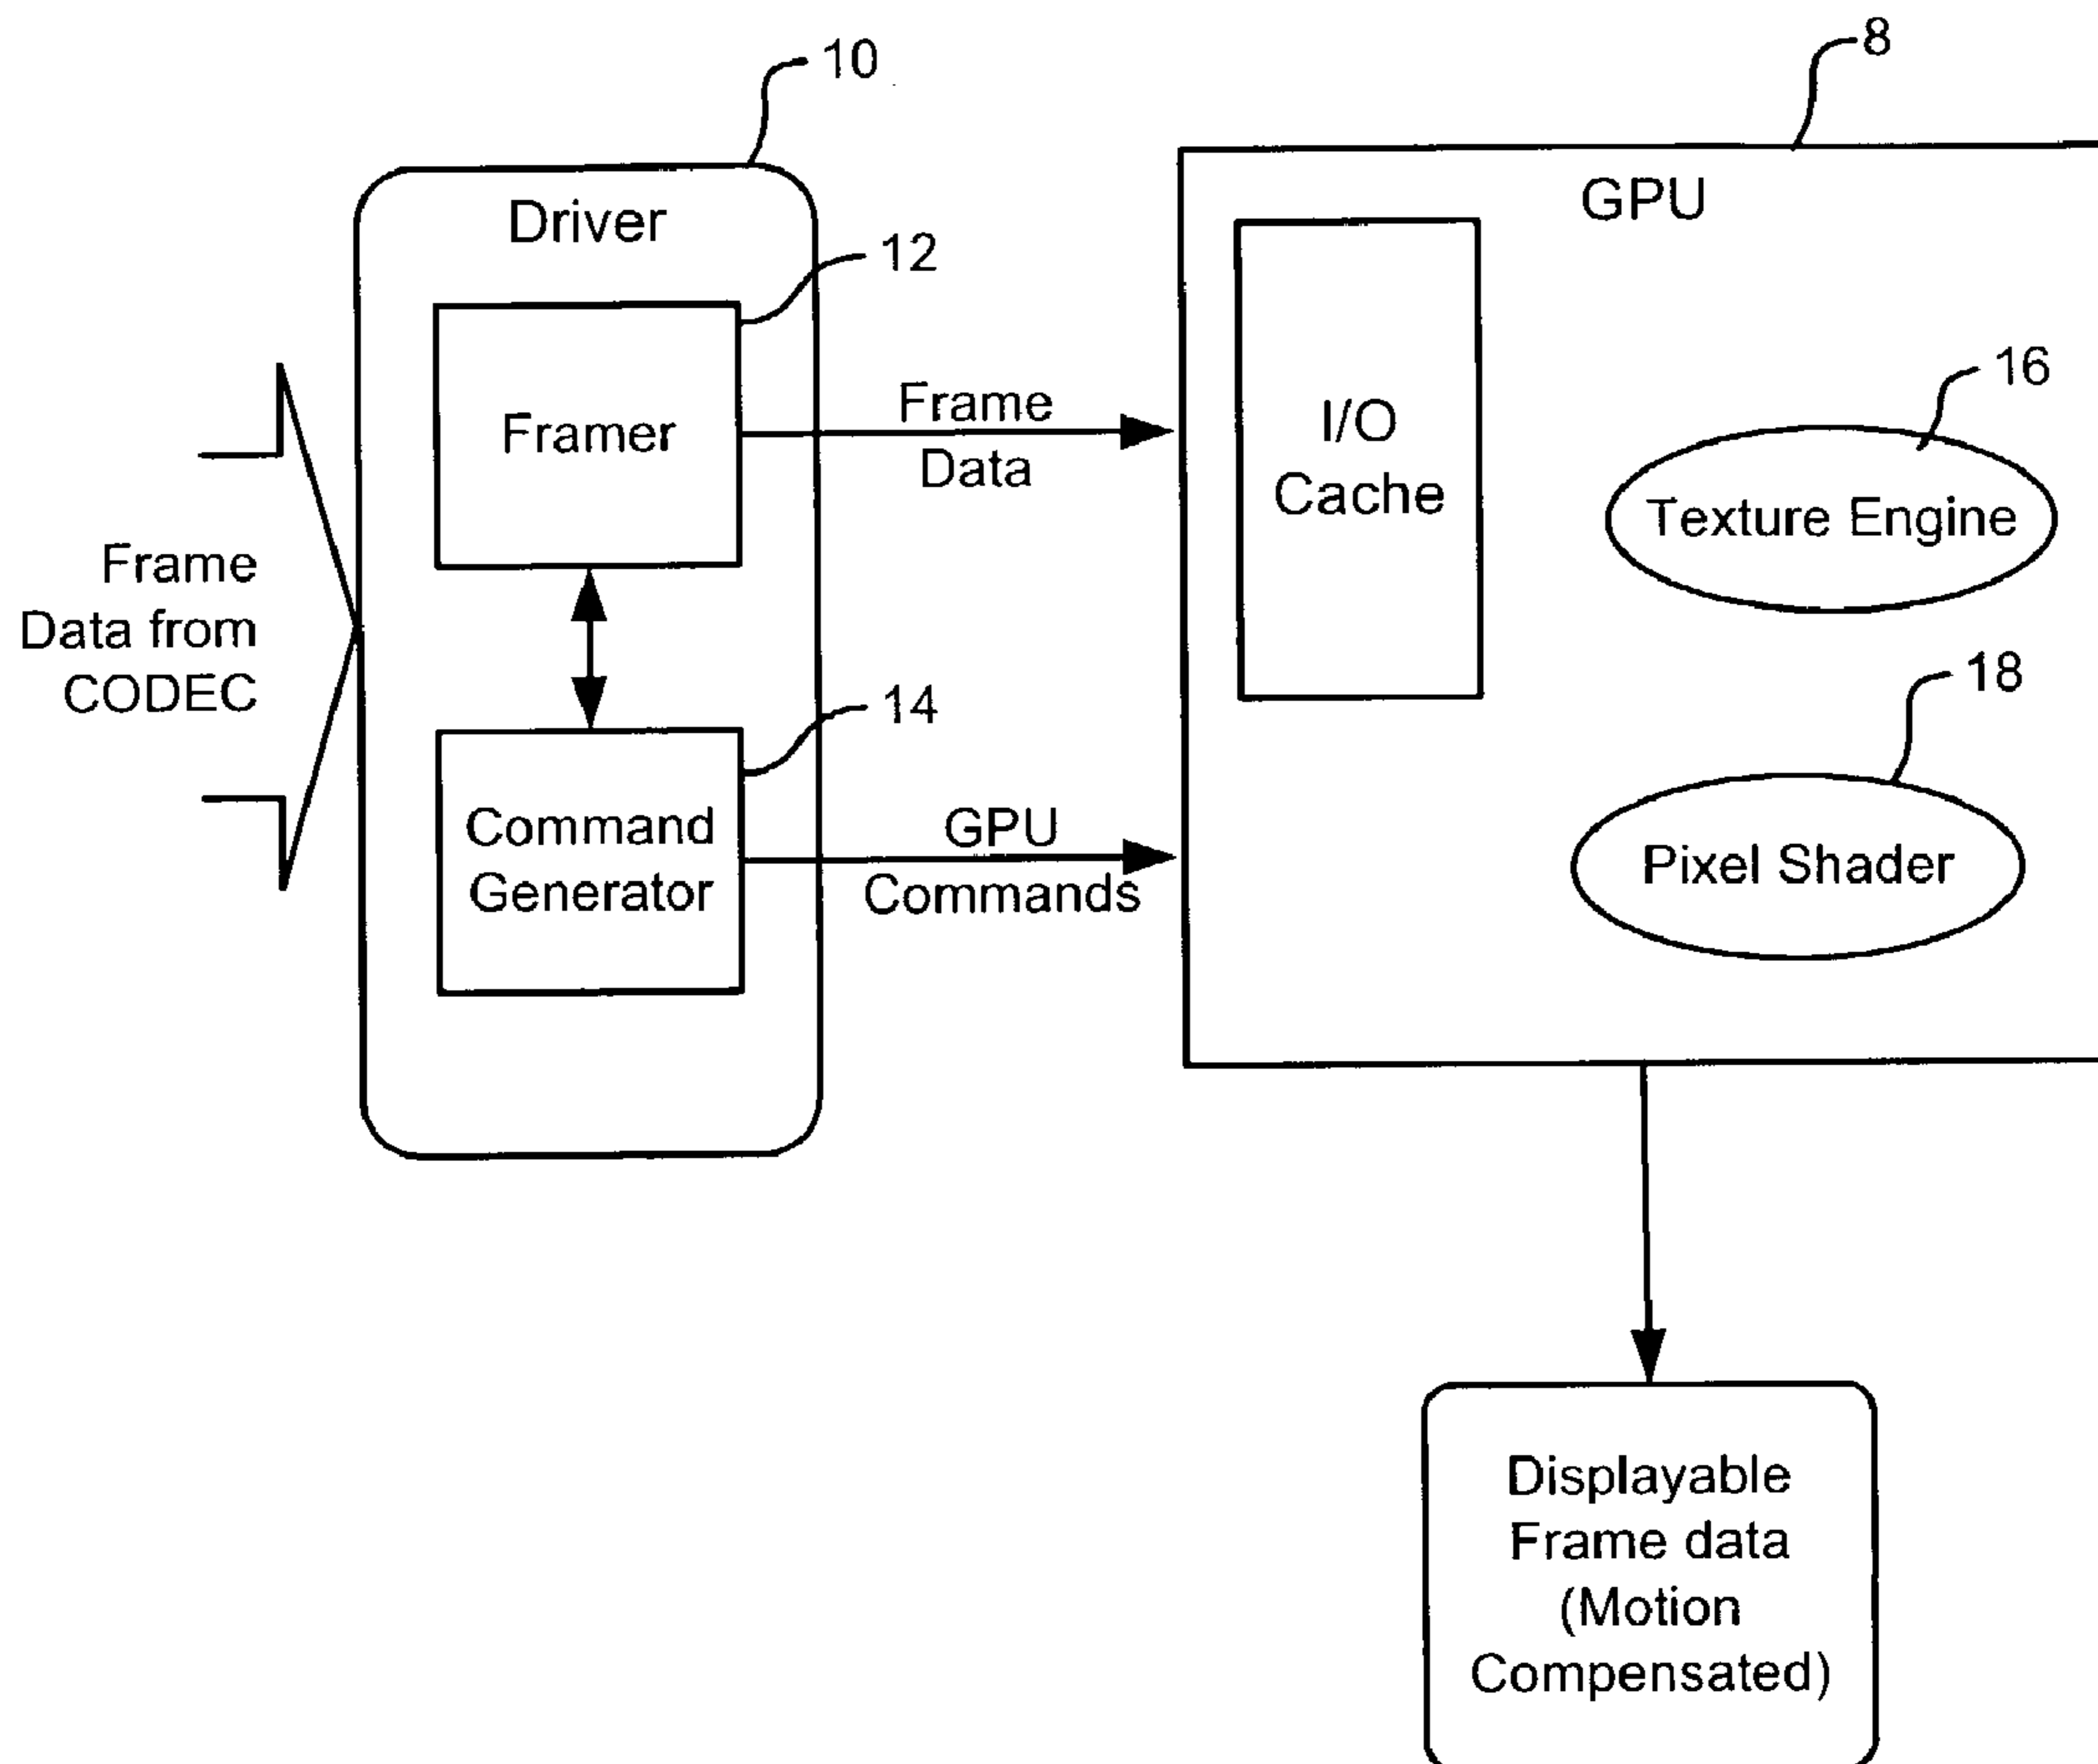 10
8
Driver
GPU
12
Framer
Frame
Data
I/O
Cache
16
Texture Engine
Frame
Data from
CODEC
14
Command
Generator
GPU
Commands
18
Pixel Shader
Displayable
Frame data
(Motion
Compensated)